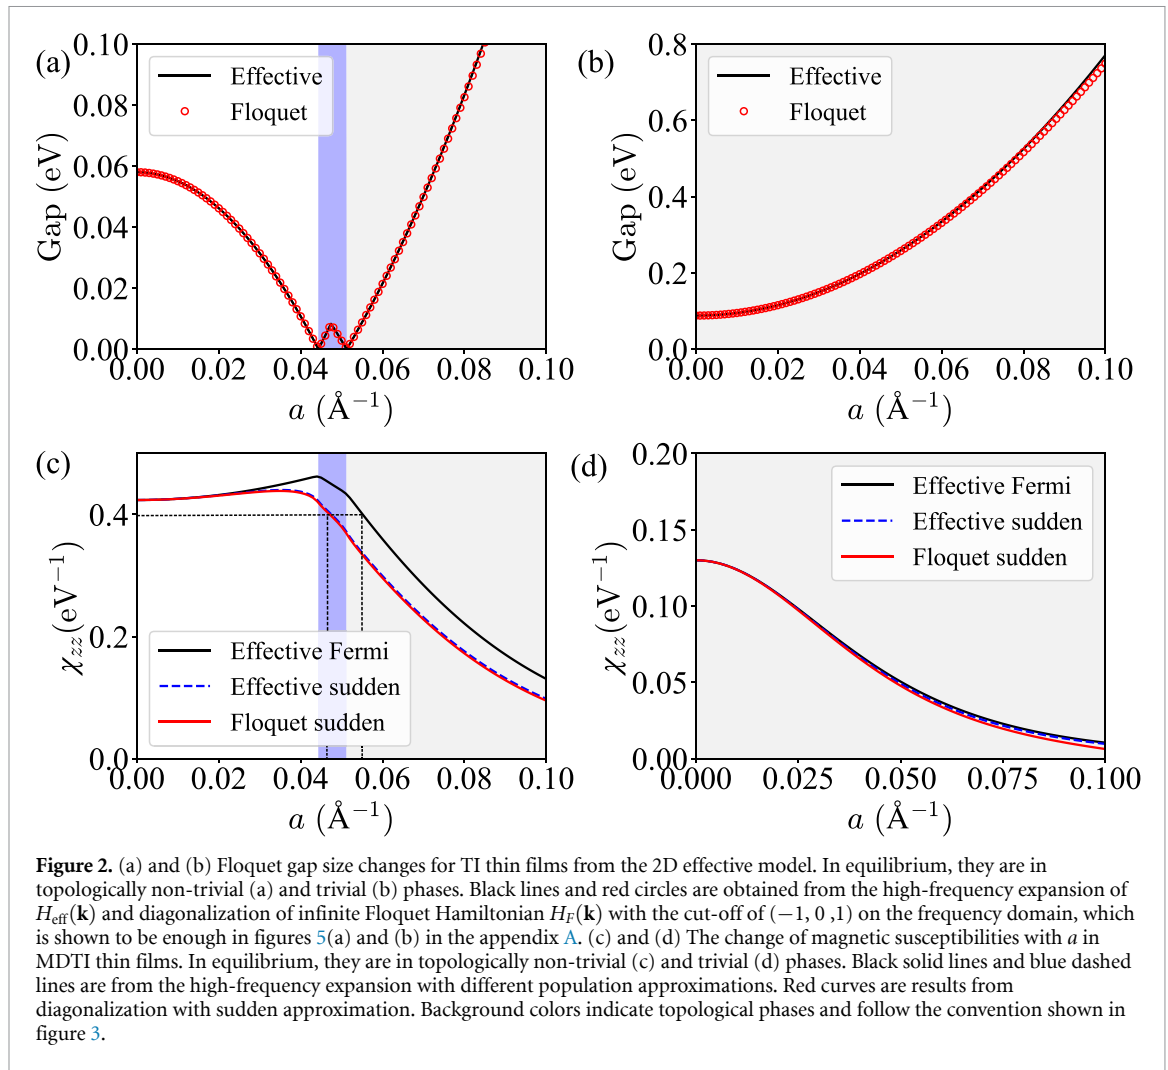 (a)
0.10
0.08
0.06
0.04
0.02
0.00
Gap (eV)
Effective
Floquet
0.00 0.02 0.04 0.06 0.08 0.10
a (Å⁻¹)
(b)
0.8
0.6
0.4
0.2
0.0
Gap (eV)
Effective
Floquet
0.00 0.02 0.04 0.06 0.08 0.10
a (Å⁻¹)
(c)
0.4
0.2
0.0
χzz(eV⁻¹)
Effective Fermi
Effective sudden
Floquet sudden
0.00 0.02 0.04 0.06 0.08 0.10
a (Å⁻¹)
(d)
0.20
0.15
0.10
0.05
0.00
χzz(eV⁻¹)
Effective Fermi
Effective sudden
Floquet sudden
0.000 0.025 0.050 0.075 0.100
a (Å⁻¹)
Figure 2. (a) and (b) Floquet gap size changes for TI thin films from the 2D effective model. In equilibrium, they are in
topologically non-trivial (a) and trivial (b) phases. Black lines and red circles are obtained from the high-frequency expansion of
Heff(k) and diagonalization of infinite Floquet Hamiltonian HF(k) with the cut-off of (−1, 0 ,1) on the frequency domain, which
is shown to be enough in figures 5(a) and (b) in the appendix A. (c) and (d) The change of magnetic susceptibilities with a in
MDTI thin films. In equilibrium, they are in topologically non-trivial (c) and trivial (d) phases. Black solid lines and blue dashed
lines are from the high-frequency expansion with different population approximations. Red curves are results from
diagonalization with sudden approximation. Background colors indicate topological phases and follow the convention shown in
figure 3.